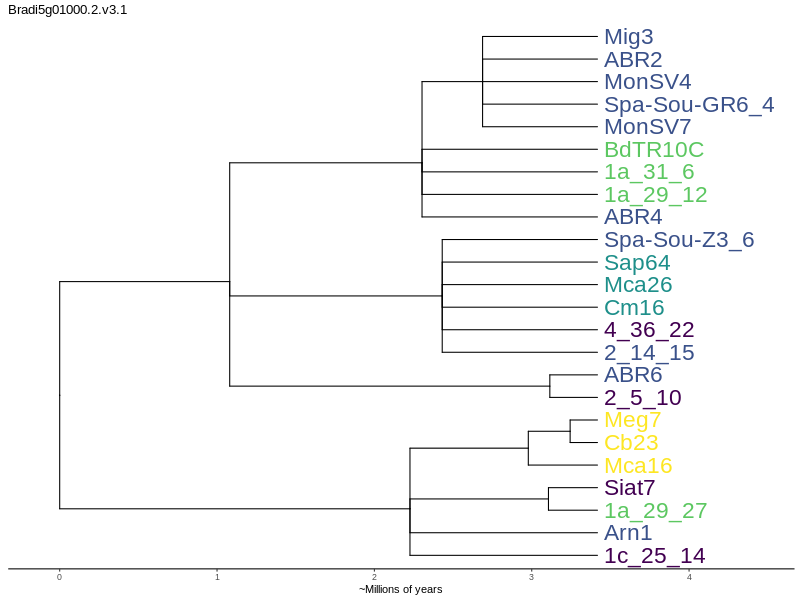 Bradi5g01000.2.v3.1
Mig3
ABR2
MonSV4
Spa-Sou-GR6_4
MonSV7
BdTR10C
1a_31_6
1a_29_12
ABR4
Spa-Sou-Z3_6
Sap64
Mca26
Cm16
4_36_22
2_14_15
ABR6
2_5_10
Meg7
Cb23
Mca16
Siat7
1a_29_27
Arn1
1c_25_14
0 1 2 3 4
~Millions of years